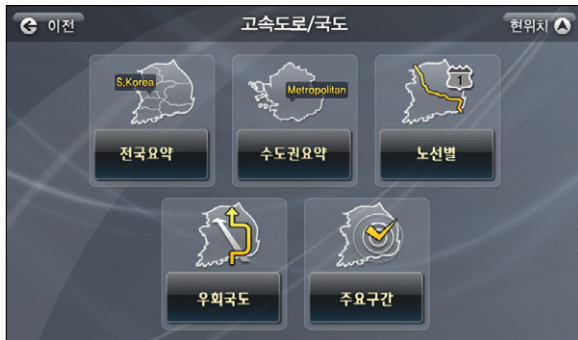 이전
고속도로/국도
현위치
S.Korea
Metropolitan
1
전국요약
수도권요약
노선별
우회국도
주요구간